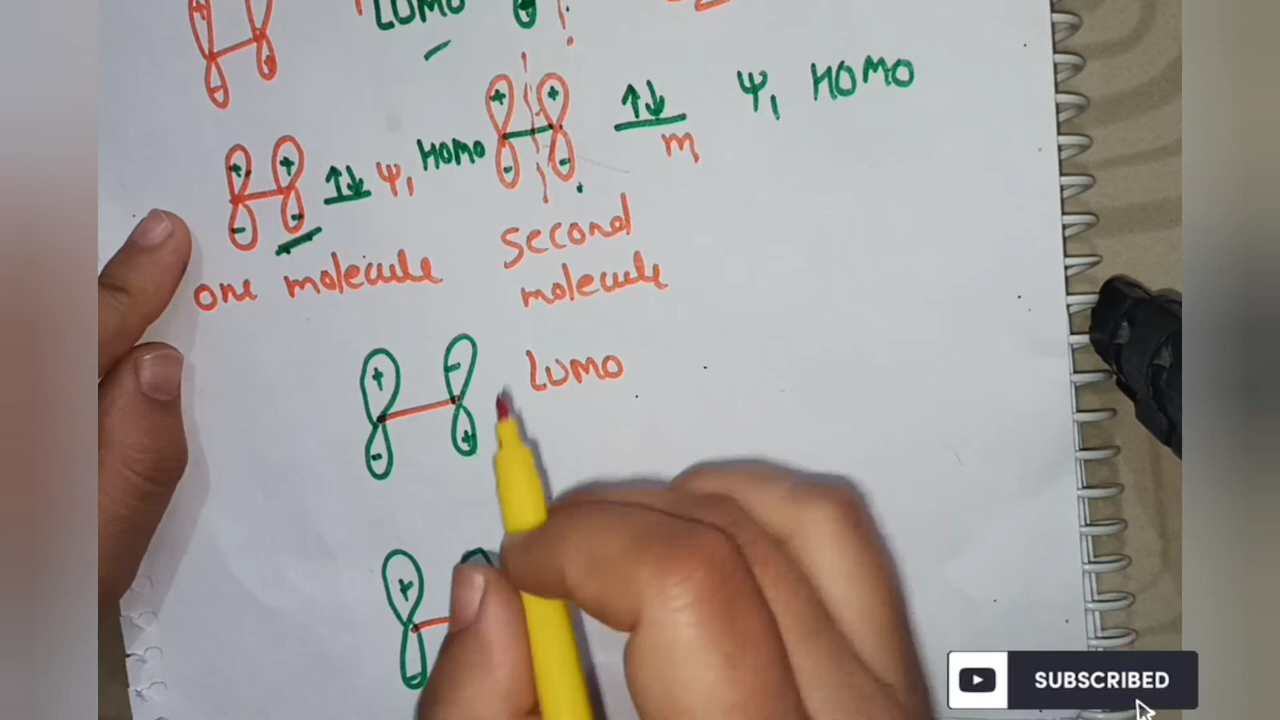 LUMO
+ + ↑↓ ψ1 HOMO
+ + ↑↓ ψ1 HOMO
- - m
- -
one molecule
second
molecule
+ - LUMO
- +
+
SUBSCRIBED